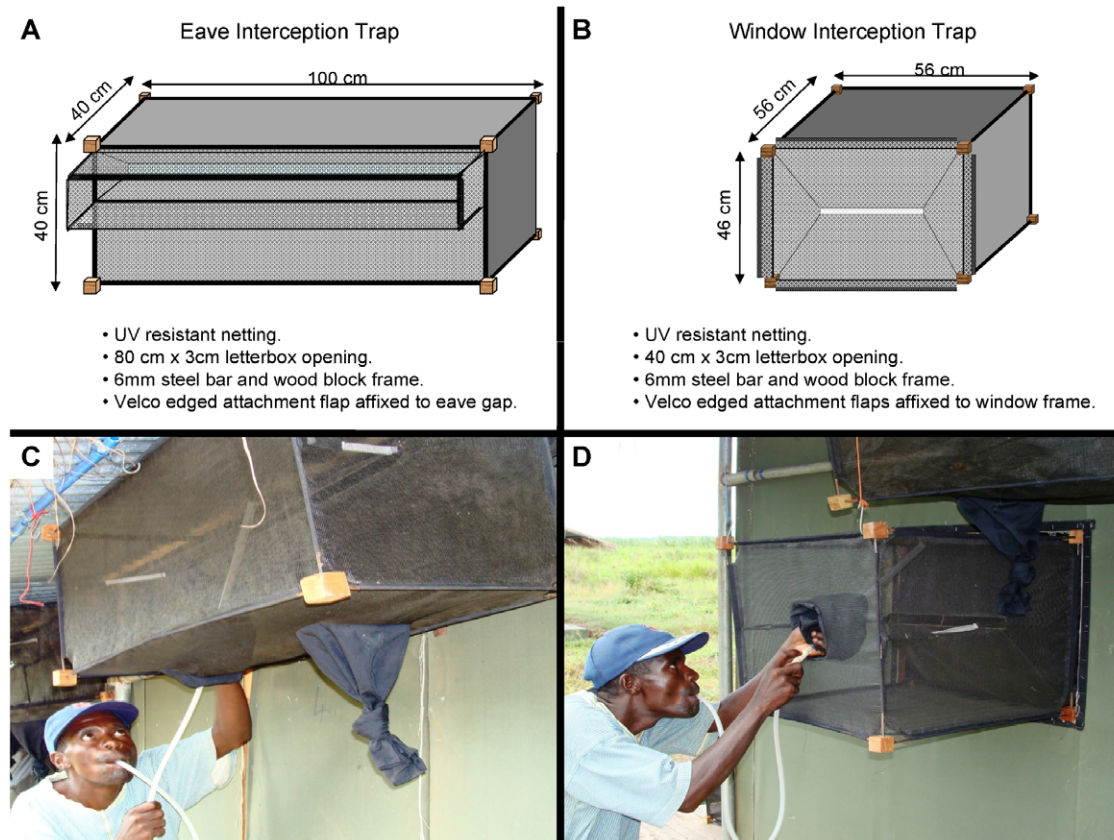 A
Eave Interception Trap
100 cm
40 cm
40 cm
• UV resistant netting.
• 80 cm x 3cm letterbox opening.
• 6mm steel bar and wood block frame.
• Velco edged attachment flap affixed to eave gap.
B
Window Interception Trap
56 cm
56 cm
46 cm
• UV resistant netting.
• 40 cm x 3cm letterbox opening.
• 6mm steel bar and wood block frame.
• Velco edged attachment flaps affixed to window frame.
C
D